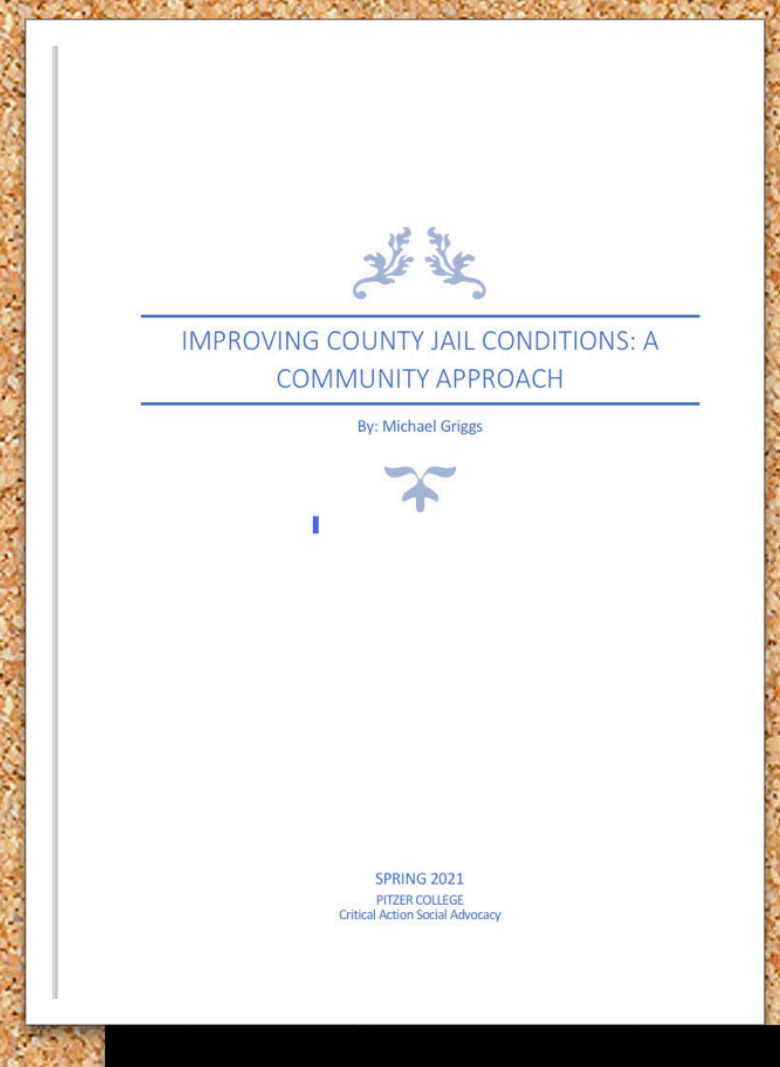 IMPROVING COUNTY JAIL CONDITIONS: A
COMMUNITY APPROACH
By: Michael Griggs
SPRING 2021
PITZER COLLEGE
Critical Action Social Advocacy